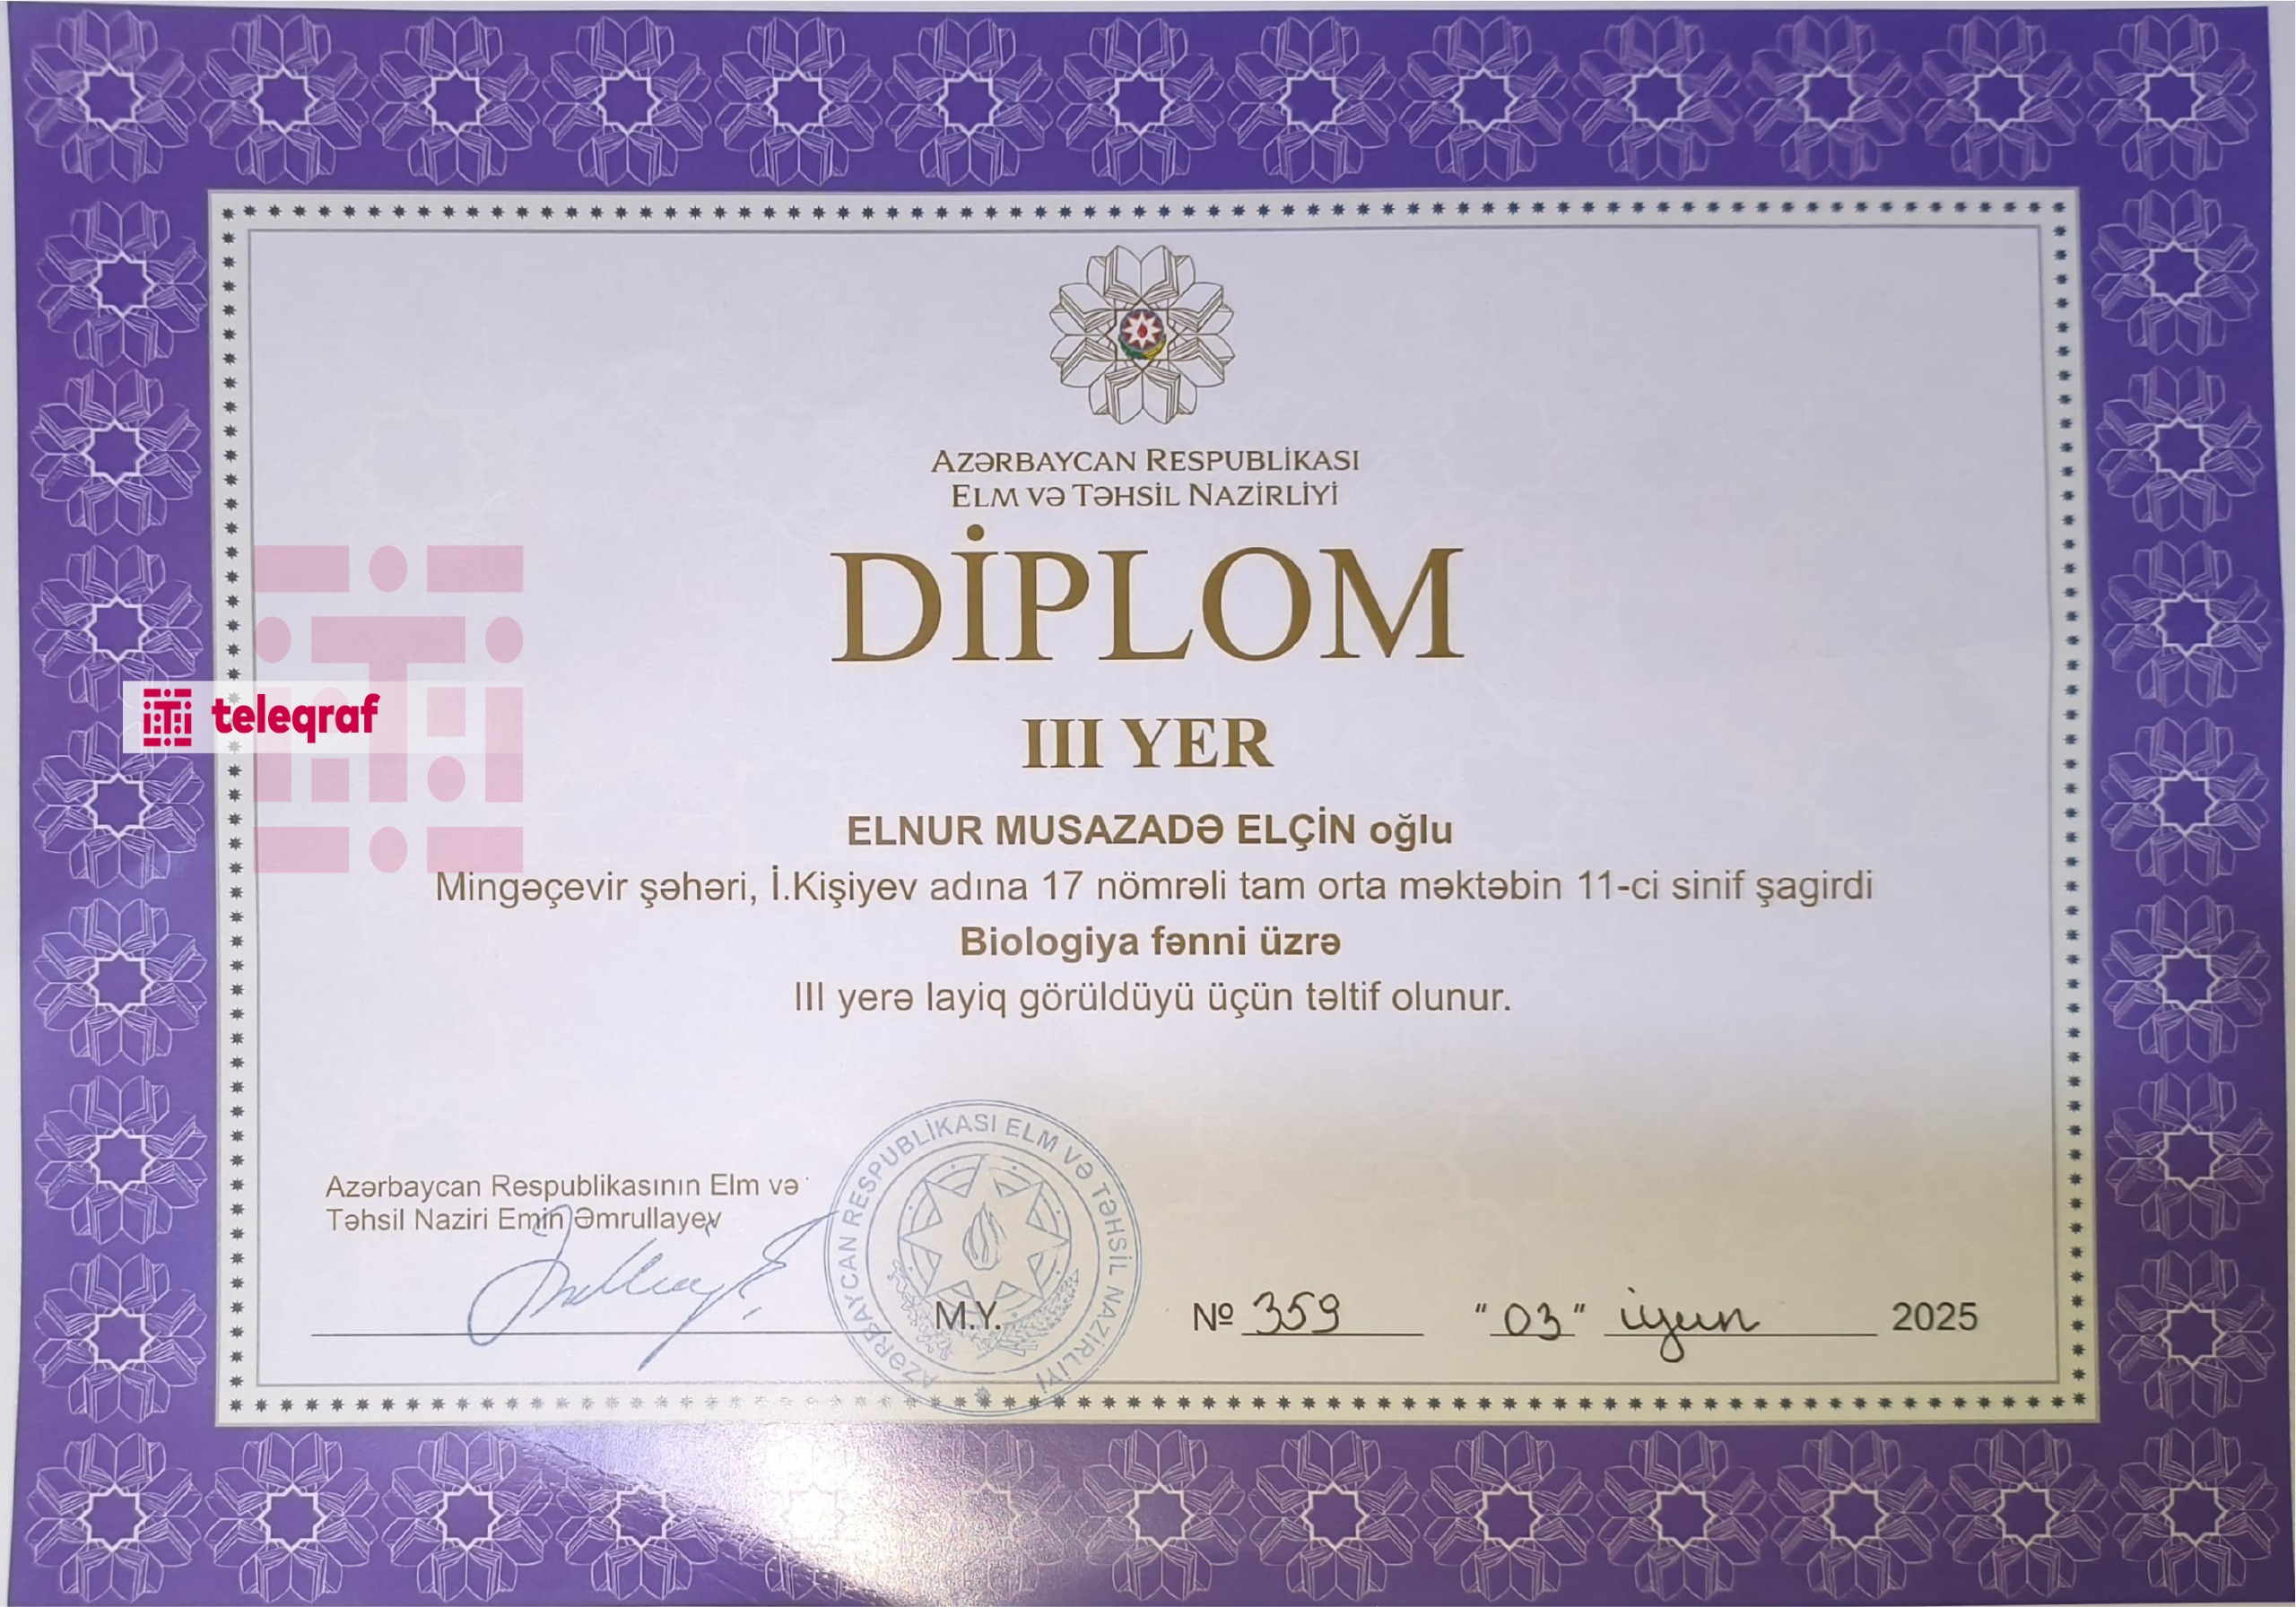 AZƏRBAYCAN RESPUBLİKASI
ELM VƏ TƏHSİL NAZİRLİYİ
DİPLOM
III YER
teleqraf
ELNUR MUSAZADƏ ELÇİN oğlu
Mingəçevir şəhəri, İ.Kişiyev adına 17 nömrəli tam orta məktəbin 11-ci sinif şagirdi
Biologiya fənni üzrə
III yerə layiq görüldüyü üçün təltif olunur.
Azərbaycan Respublikasının Elm və
Təhsil Naziri Emin Əmrullayev
AZƏRBAYCAN RESPUBLİKASI ELM VƏ TƏHSİL NAZİRLİYİ
M.Y.
№ 359 "03" iyun 2025